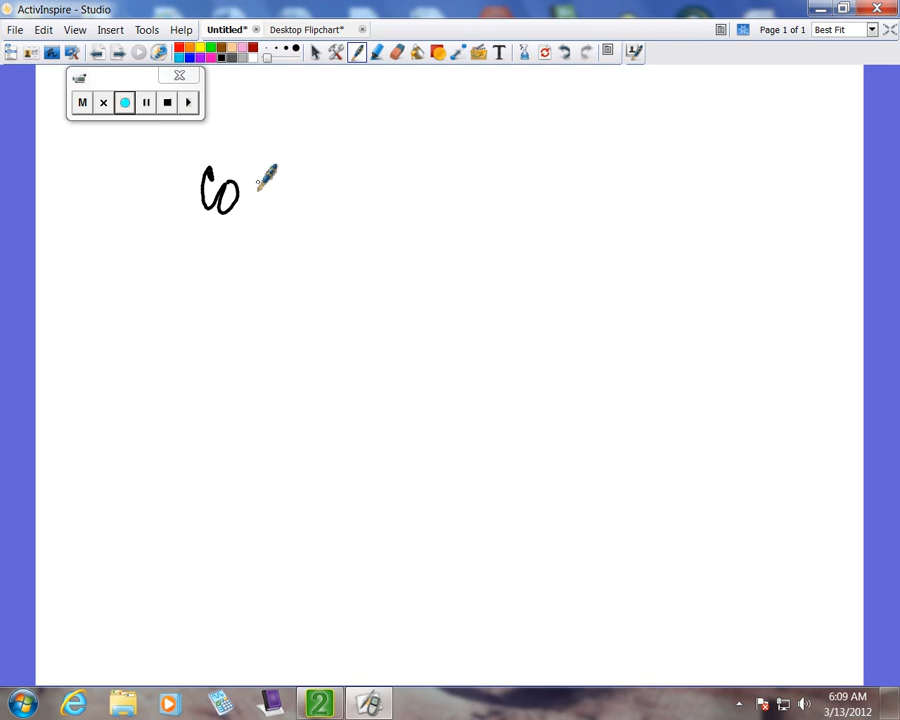 ActivInspire - Studio
File Edit View Insert Tools Help Untitled* Desktop Flipchart* Page 1 of 1 Best Fit
M
Co
6:09 AM
3/13/2012